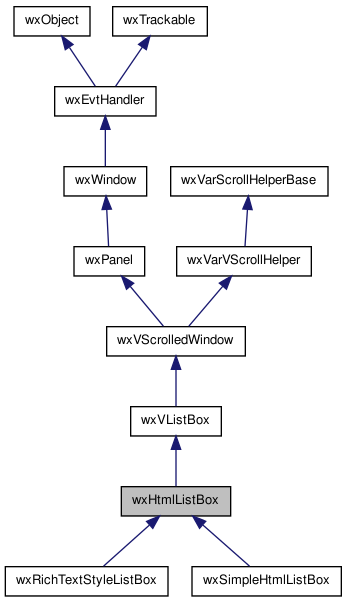 wxObject
wxTrackable
wxEvtHandler
wxWindow
wxVarScrollHelperBase
wxPanel
wxVarVScrollHelper
wxVScrolledWindow
wxVListBox
wxHtmlListBox
wxRichTextStyleListBox
wxSimpleHtmlListBox